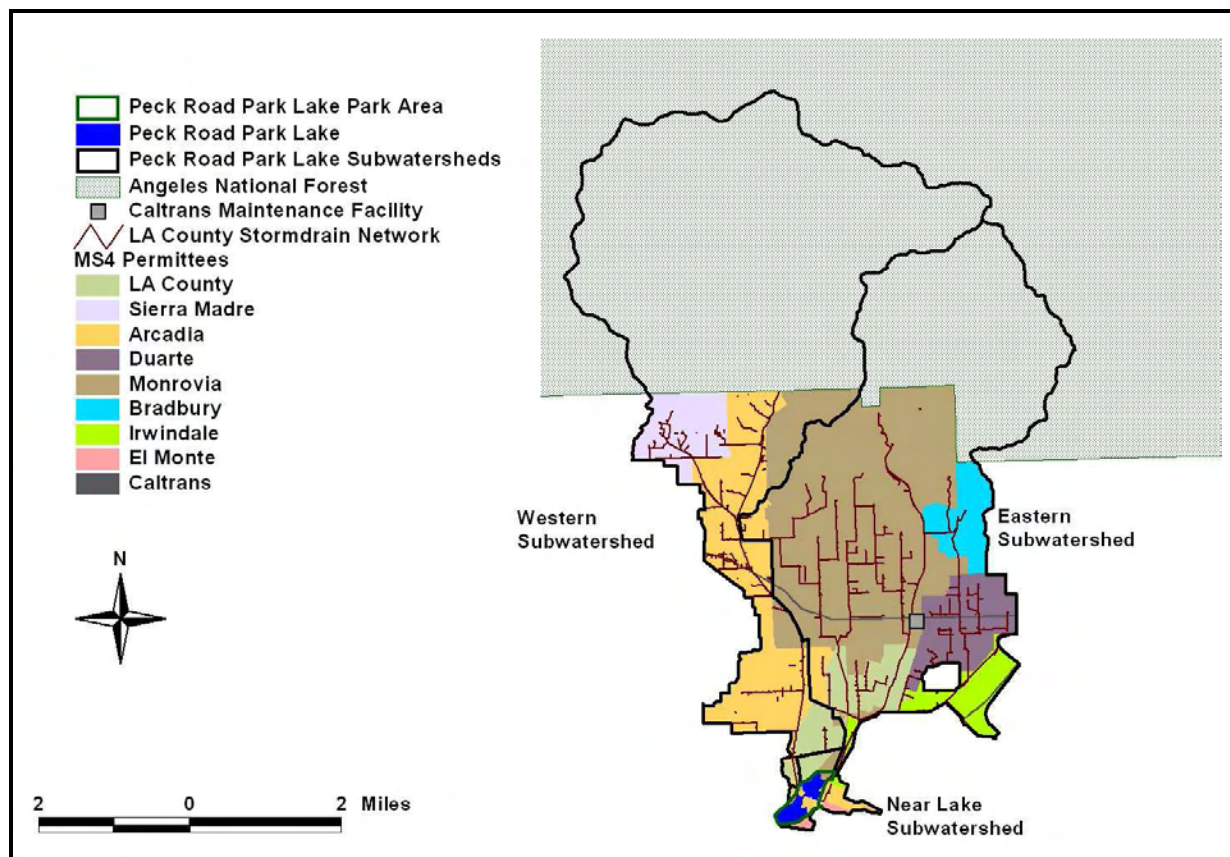 Peck Road Park Lake Park Area
Peck Road Park Lake
Peck Road Park Lake Subwatersheds
Angeles National Forest
Caltrans Maintenance Facility
LA County Stormdrain Network
MS4 Permittees
LA County
Sierra Madre
Arcadia
Duarte
Monrovia
Bradbury
Irwindale
El Monte
Caltrans
Western
Subwatershed
Eastern
Subwatershed
N
2 0 2 Miles
Near Lake
Subwatershed